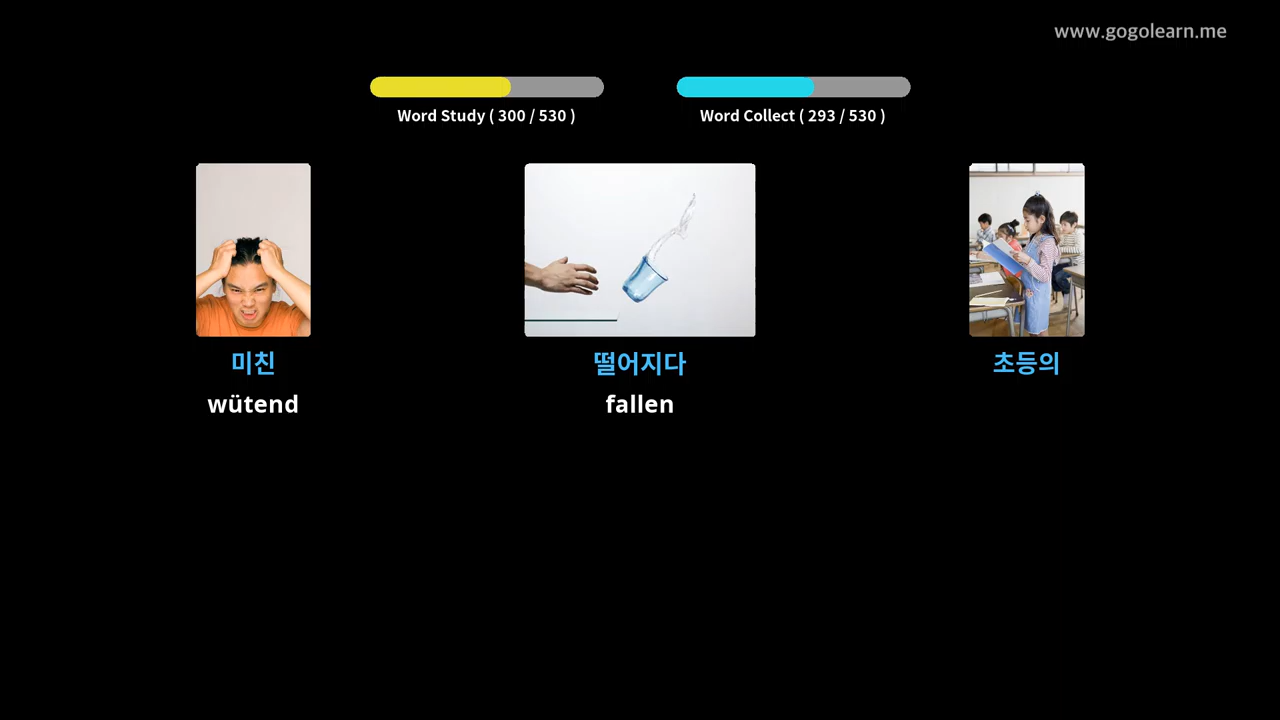 www.gogolearn.me
Word Study ( 300 / 530 )
Word Collect ( 293 / 530 )
미친
떨어지다
초등의
wütend
fallen